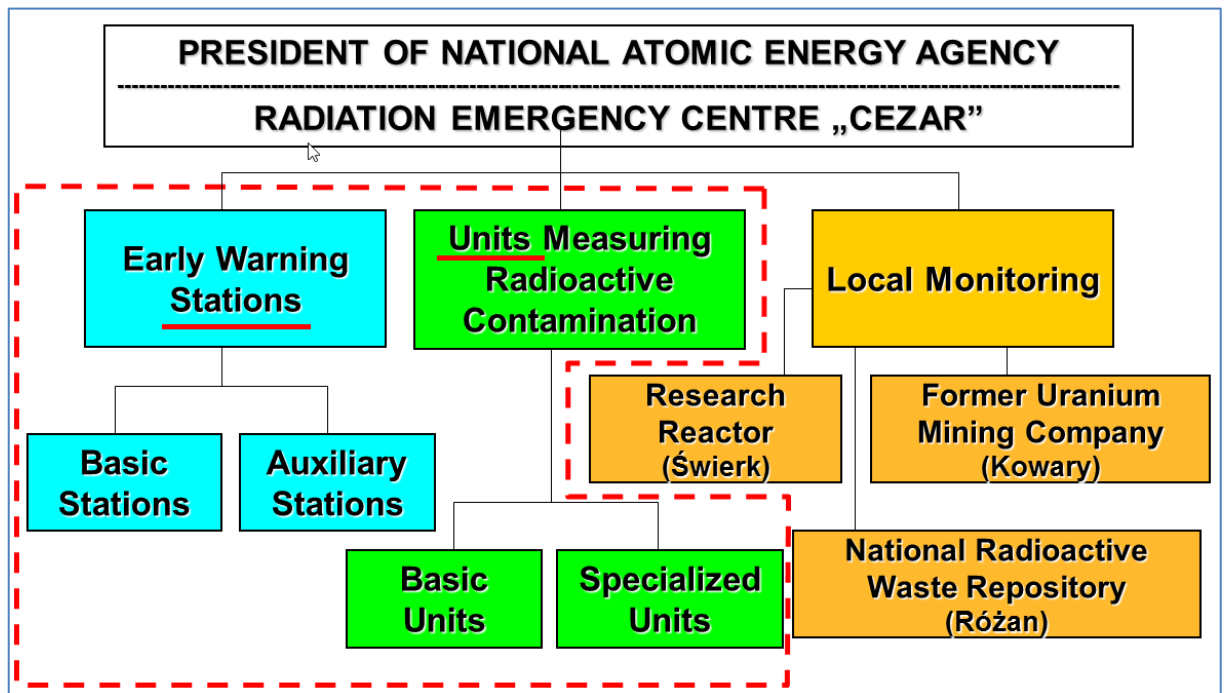 PRESIDENT OF NATIONAL ATOMIC ENERGY AGENCY
RADIATION EMERGENCY CENTRE „CEZAR”
Early Warning
Stations
Units Measuring
Radioactive
Contamination
Local Monitoring
Basic
Stations
Auxiliary
Stations
Research
Reactor
(Świerk)
Former Uranium
Mining Company
(Kowary)
Basic
Units
Specialized
Units
National Radioactive
Waste Repository
(Różan)